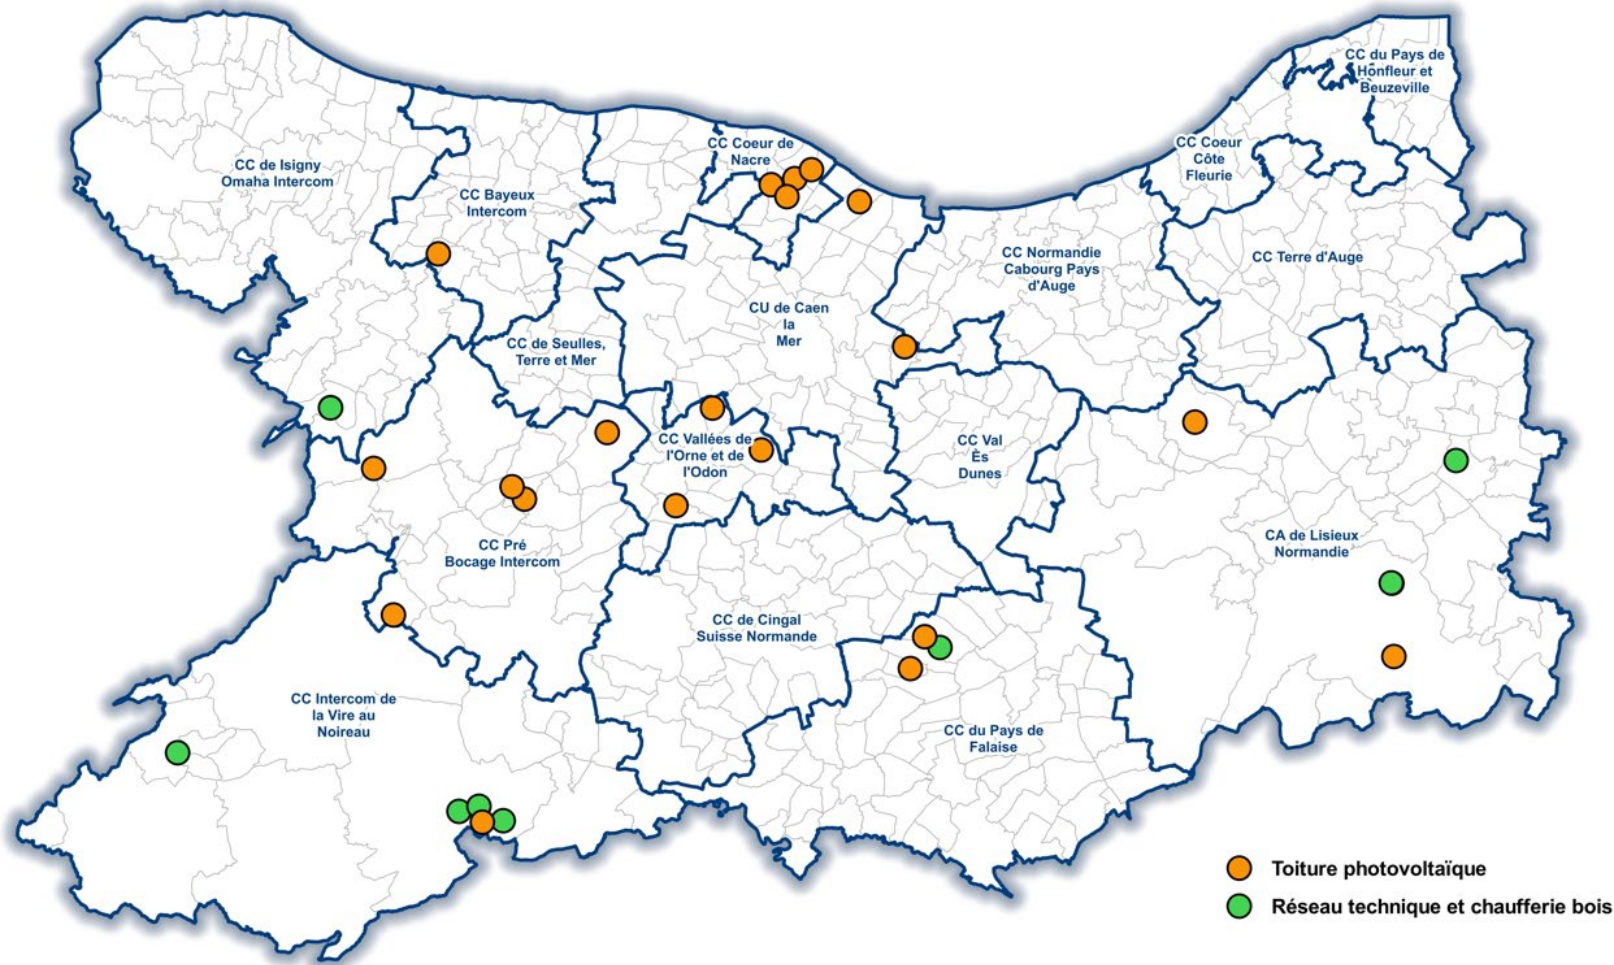 CC du Pays de
Honfleur et
Beuzeville
CC Coeur de
Nacre
CC Coeur
Côte
Fleurie
CC de Isigny
Omaha Intercom
CC Bayeux
Intercom
CC Normandie
Cabourg Pays
d'Auge
CC Terre d'Auge
CU de Caen
la
Mer
CC de Seulles,
Terre et Mer
CC Vallées de
l'Orne et de
l'Odon
CC Val
Ès
Dunes
CA de Lisieux
Normandie
CC Pré
Bocage Intercom
CC de Cingal
Suisse Normande
CC Intercom de
la Vire au
Noireau
CC du Pays de
Falaise
Toiture photovoltaïque
Réseau technique et chaufferie bois